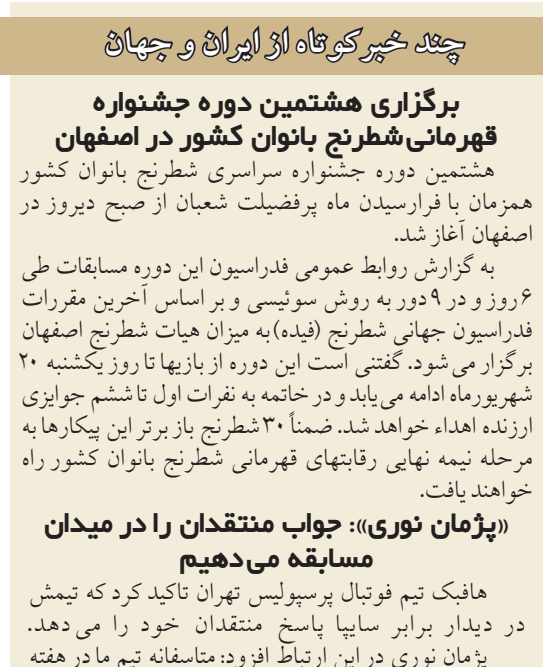 چند خبر کوتاه از ایران و جهان
برگزاری هشتمین دوره جشنواره
قهرمانی شطرنج بانوان کشور در اصفهان
هشتمین دوره جشنواره سراسری شطرنج بانوان کشور
همزمان با فرارسیدن ماه پرفضیلت شعبان از صبح دیروز در
اصفهان آغاز شد.
به گزارش روابط عمومی فدراسیون این دوره مسابقات طی
۶ روز و در ۹ دور به روش سوئیسی و بر اساس آخرین مقررات
فدراسیون جهانی شطرنج (فیده) به میزان هیات شطرنج اصفهان
برگزار می شود. گفتنی است این دوره از بازیها تا روز یکشنبه ۲۰
شهریورماه ادامه می یابد و در خاتمه به نفرات اول تا ششم جوایزی
ارزنده اهداء خواهد شد. ضمناً ۳۰ شطرنج باز برتر این پیکارها به
مرحله نیمه نهایی رقابتهای قهرمانی شطرنج بانوان کشور راه
خواهند یافت.
«پژمان نوری»: جواب منتقدان را در میدان
مسابقه می دهیم
هافبک تیم فوتبال پرسپولیس تهران تاکید کرد که تیمش
در دیدار برابر سایپا پاسخ منتقدان خود را می دهد.
پژمان نوری در این ارتباط افزود: متاسفانه تیم ما در هفته